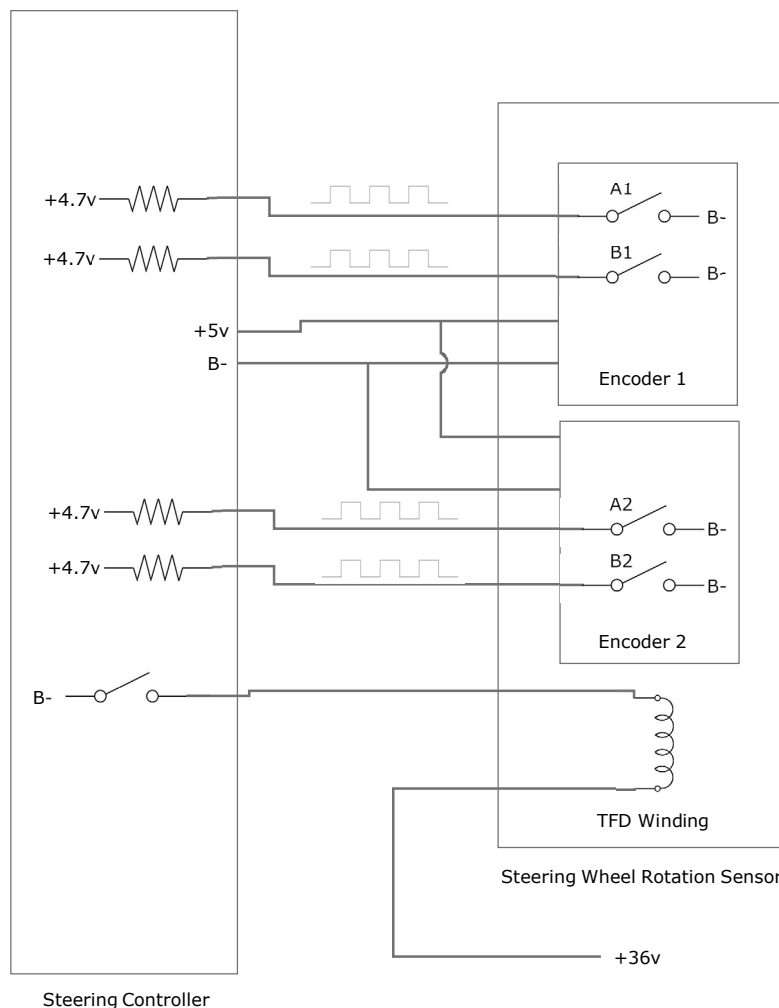 A1
+4.7v
B-
B1
+4.7v
B-
+5v
B-
Encoder 1
A2
+4.7v
B-
B2
+4.7v
B-
Encoder 2
B-
TFD Winding
Steering Wheel Rotation Sensor
+36v
Steering Controller